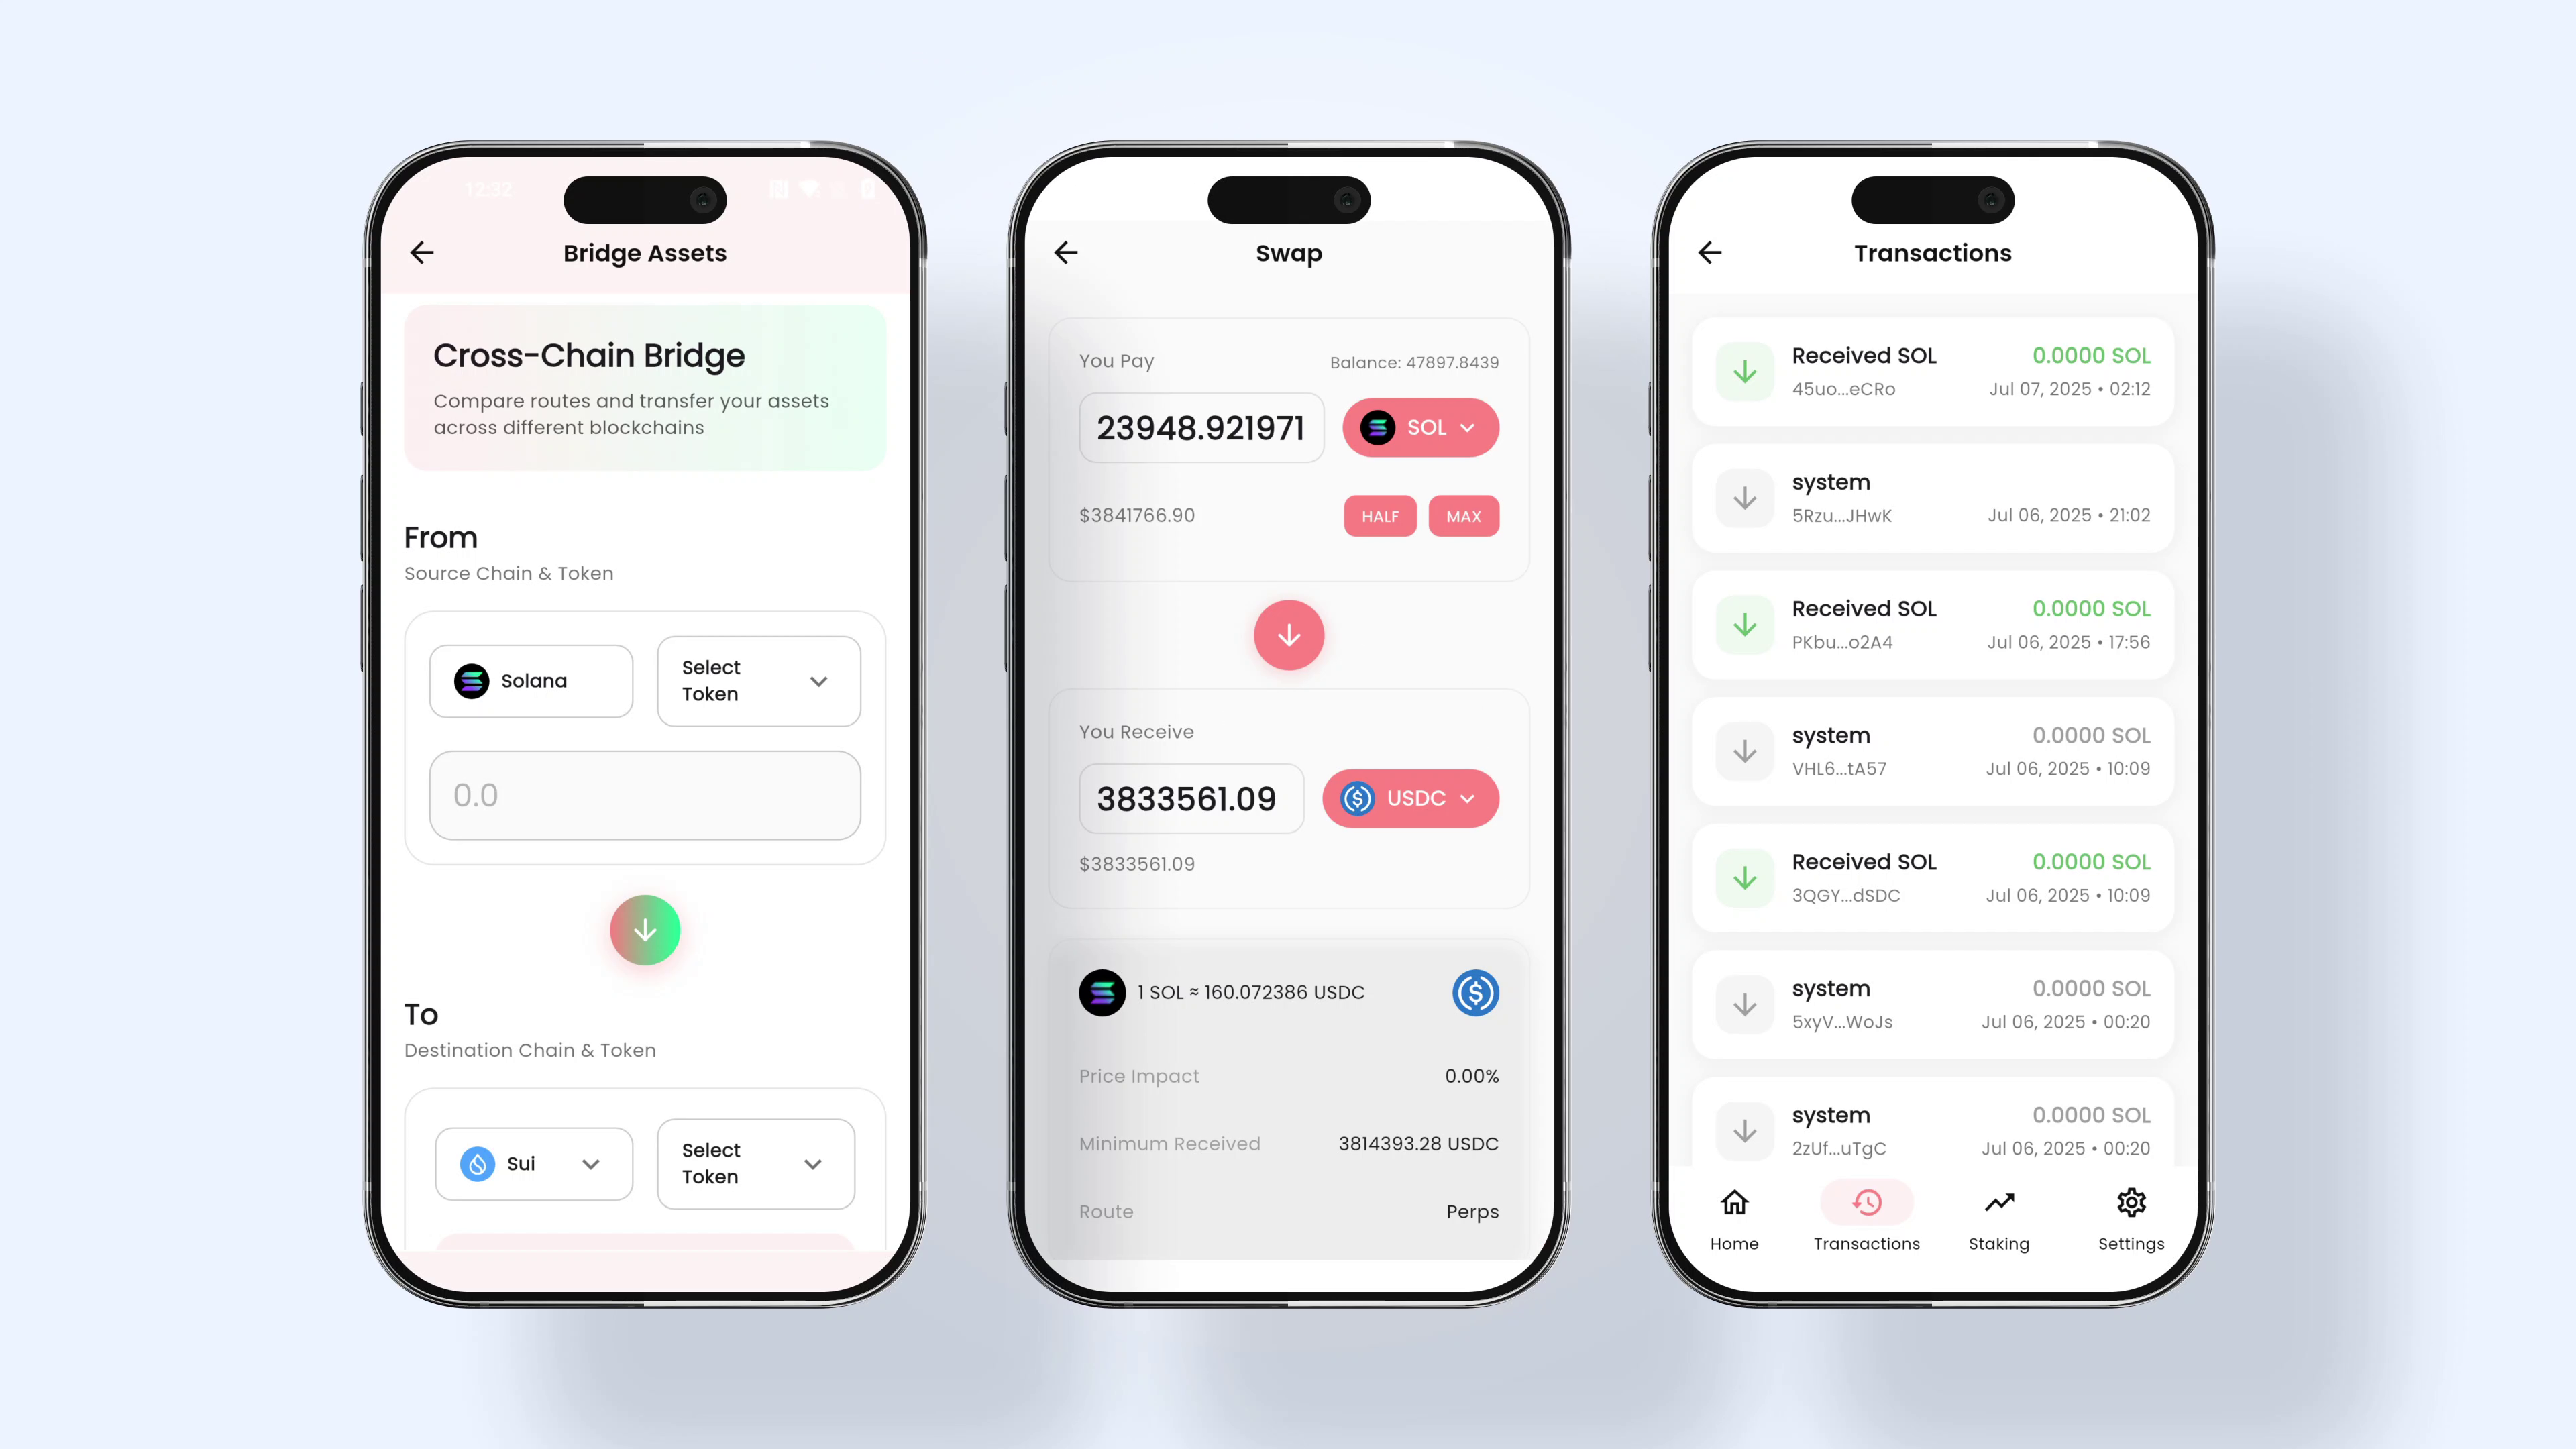 12:32
Bridge Assets
Cross-Chain Bridge
Compare routes and transfer your assets
across different blockchains
From
Source Chain & Token
Solana
Select
Token
0.0
To
Destination Chain & Token
Sui
Select
Token
Swap
You Pay
Balance: 47897.8439
23948.921971
SOL
$3841766.90
HALF
MAX
You Receive
3833561.09
USDC
$3833561.09
1 SOL ≈ 160.072386 USDC
Price Impact
0.00%
Minimum Received
3814393.28 USDC
Route
Perps
Transactions
Received SOL
0.0000 SOL
45uo...eCRo
Jul 07, 2025 • 02:12
system
5Rzu...JHwK
Jul 06, 2025 • 21:02
Received SOL
0.0000 SOL
PKbu...o2A4
Jul 06, 2025 • 17:56
system
0.0000 SOL
VHL6...tA57
Jul 06, 2025 • 10:09
Received SOL
0.0000 SOL
3QGY...dSDC
Jul 06, 2025 • 10:09
system
0.0000 SOL
5xyV...WoJs
Jul 06, 2025 • 00:20
system
0.0000 SOL
2zUf...uTgC
Jul 06, 2025 • 00:20
Home
Transactions
Staking
Settings